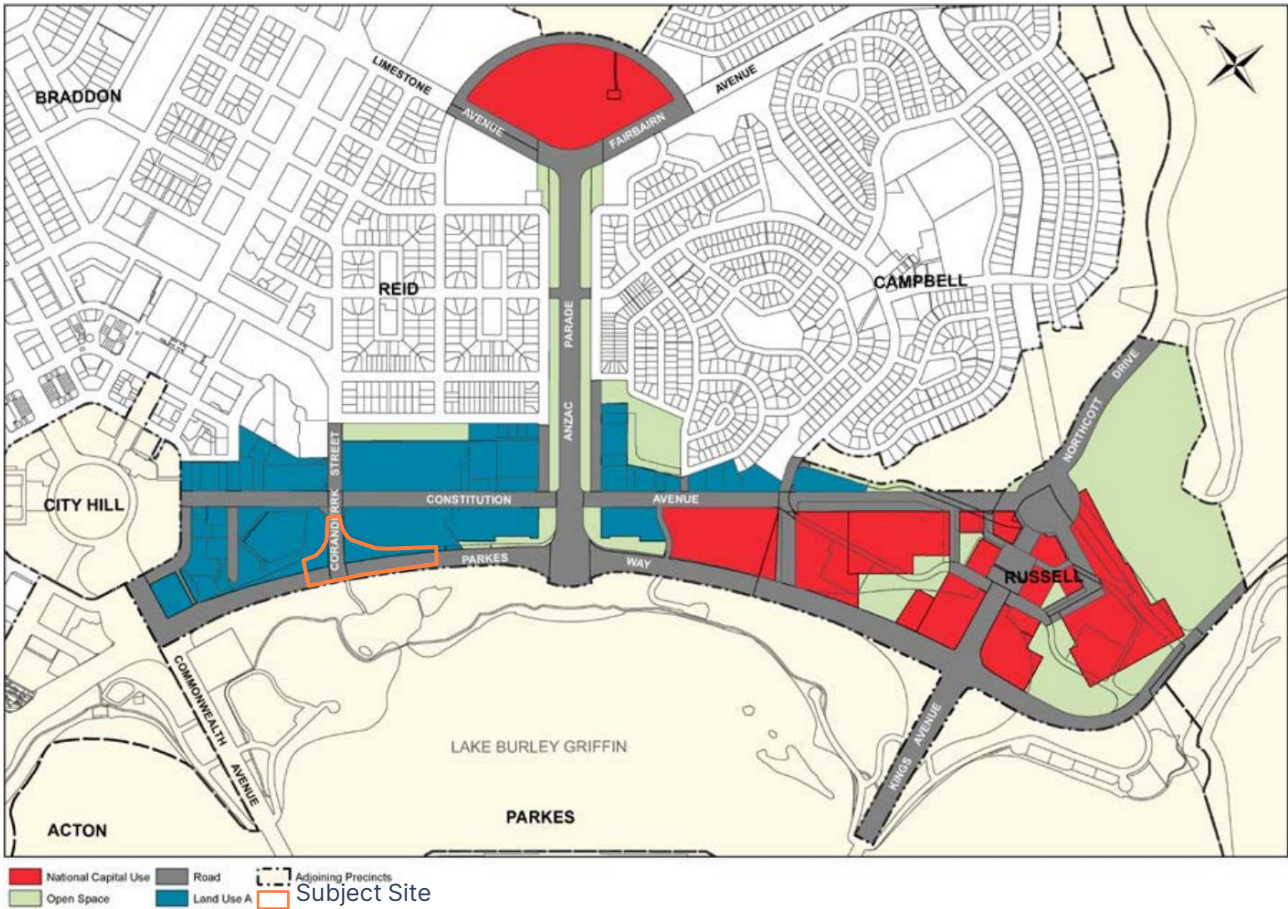 N
LIMESTONE
AVENUE
BRADDON
AVENUE
FAIRBAIRN
REID
CAMPBELL
ANZAC PARADE
NORTHCOTT DRIVE
CORANDERRK STREET
CITY HILL
CONSTITUTION
AVENUE
PARKES
WAY
RUSSELL
COMMONWEALTH AVENUE
KINGS AVENUE
LAKE BURLEY GRIFFIN
PARKES
ACTON
National Capital Use
Road
Adjoining Precincts
Open Space
Land Use A
Subject Site